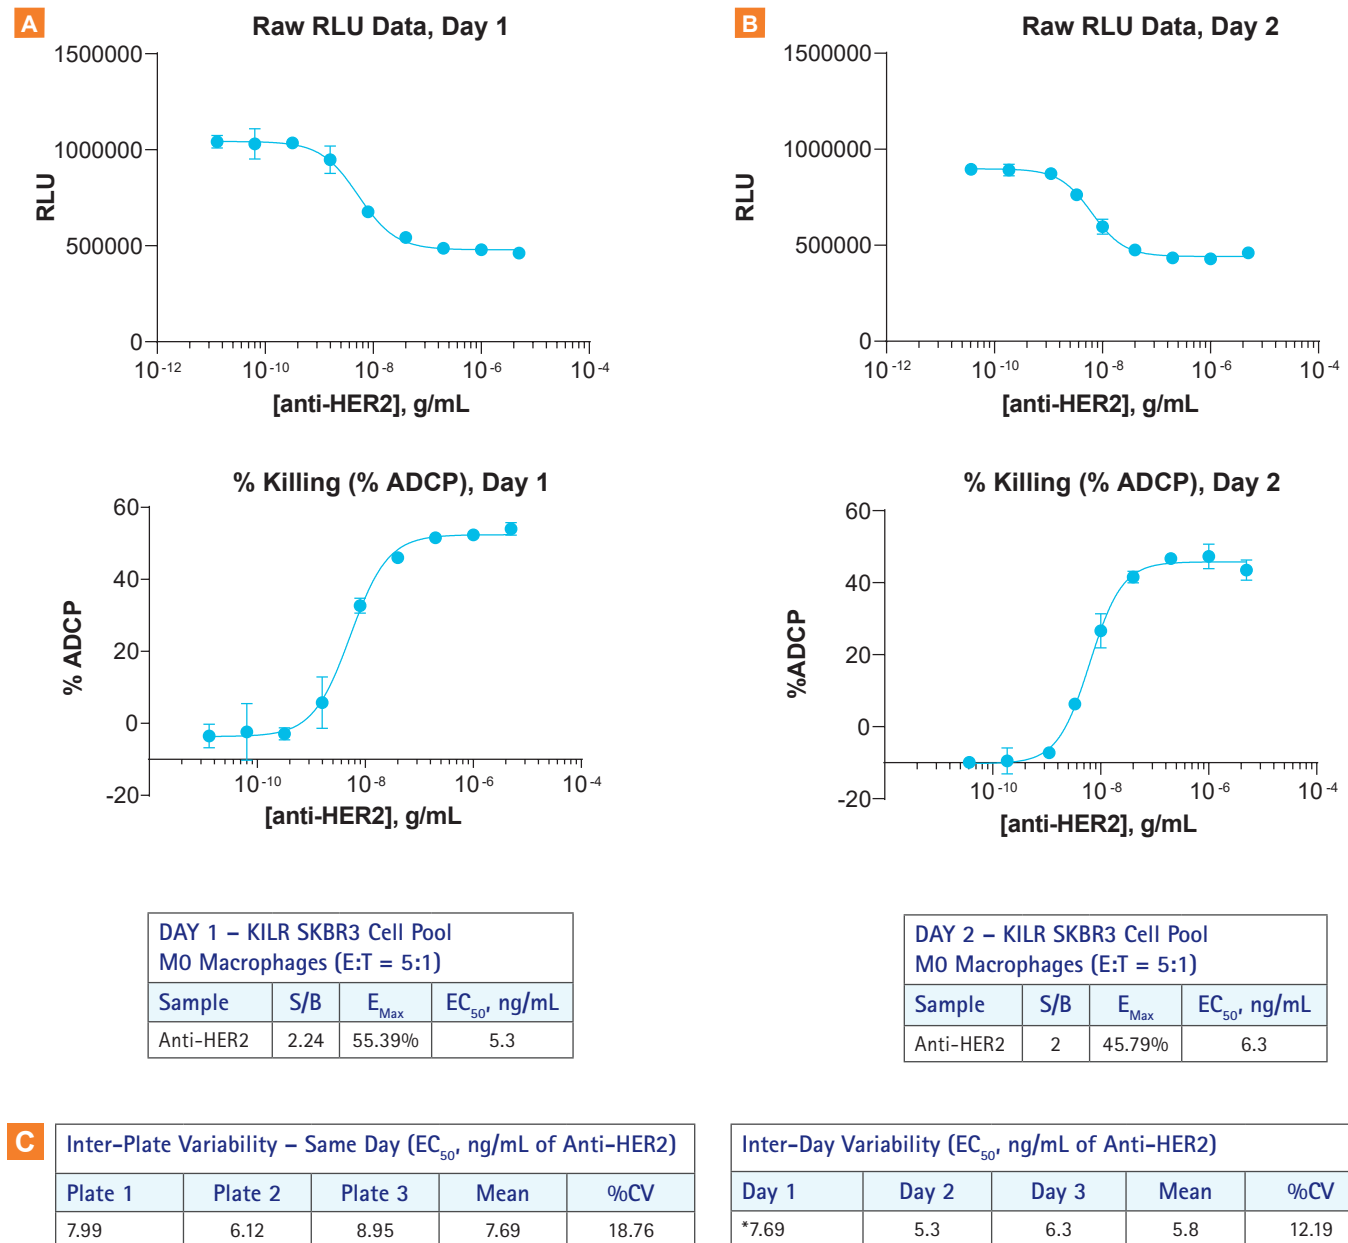 A
Raw RLU Data, Day 1
1500000
1000000
500000
0
RLU
10-12 10-10 10-8 10-6 10-4
[anti-HER2], g/mL
% Killing (% ADCP), Day 1
60
40
20
0
-20
% ADCP
10-10 10-8 10-6 10-4
[anti-HER2], g/mL
DAY 1 – KILR SKBR3 Cell Pool
M0 Macrophages (E:T = 5:1)
Sample S/B EMax EC50, ng/mL
Anti-HER2 2.24 55.39% 5.3
B
Raw RLU Data, Day 2
1500000
1000000
500000
0
RLU
10-12 10-10 10-8 10-6 10-4
[anti-HER2], g/mL
% Killing (% ADCP), Day 2
60
40
20
0
-20
%ADCP
10-10 10-8 10-6 10-4
[anti-HER2], g/mL
DAY 2 – KILR SKBR3 Cell Pool
M0 Macrophages (E:T = 5:1)
Sample S/B EMax EC50, ng/mL
Anti-HER2 2 45.79% 6.3
C
Inter-Plate Variability – Same Day (EC50, ng/mL of Anti-HER2)
Plate 1 Plate 2 Plate 3 Mean %CV
7.99 6.12 8.95 7.69 18.76
Inter-Day Variability (EC50, ng/mL of Anti-HER2)
Day 1 Day 2 Day 3 Mean %CV
*7.69 5.3 6.3 5.8 12.19